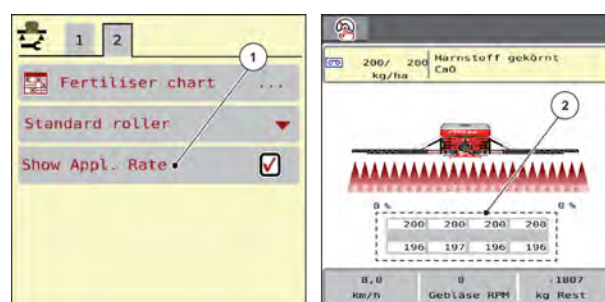 1 2
1
Fertiliser chart ...
Standard roller
Show Appl. Rate
200/ 200
kg/ha
Harnstoff gekörnt
CaO
2
0 % 0 %
200 200 200 200
196 197 196 196
8,0
km/h
0
Gebläse RPM
-1807
kg Rest